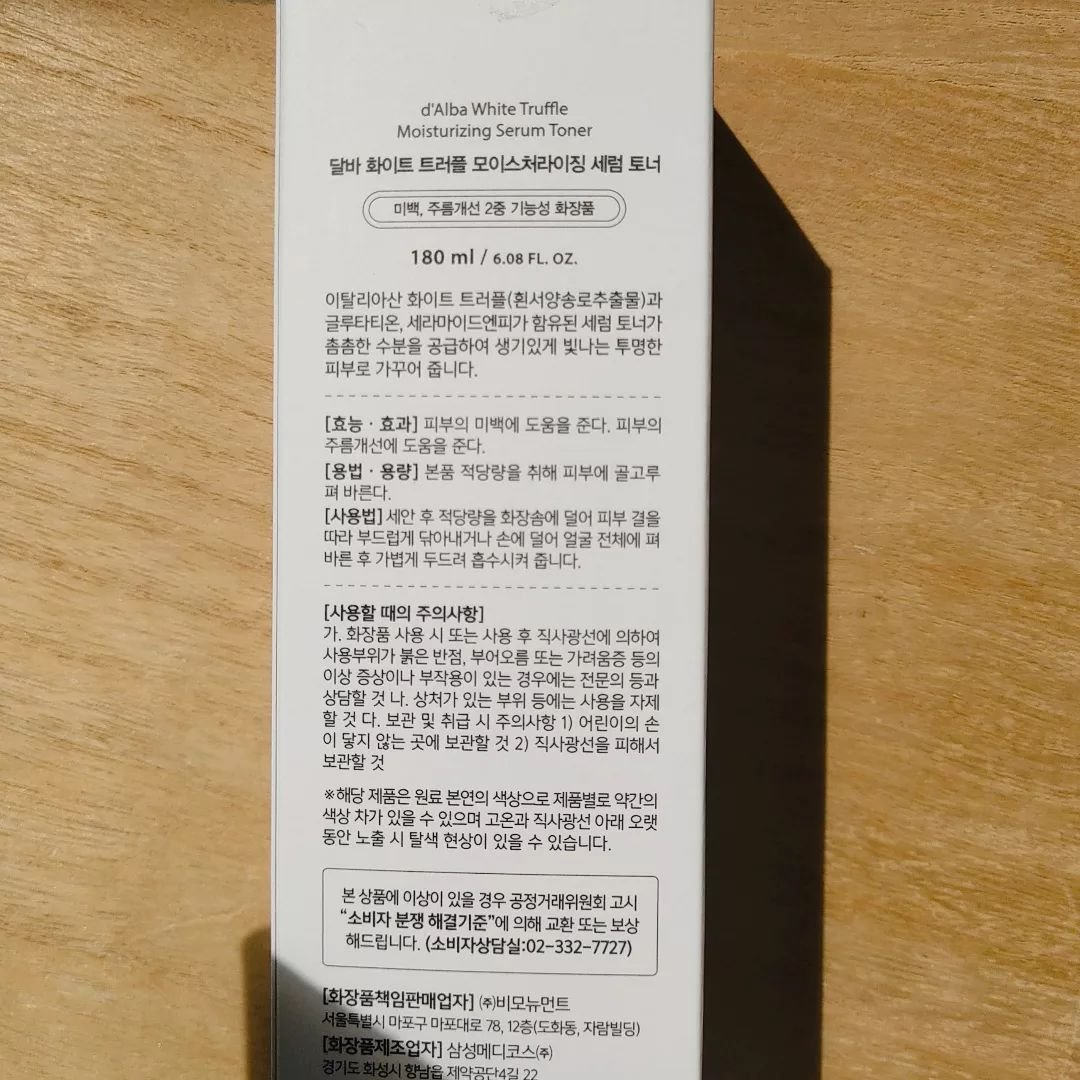 d'Alba White Truffle
Moisturizing Serum Toner
달바 화이트 트러플 모이스처라이징 세럼 토너
미백, 주름개선 2중 기능성 화장품
180 ml / 6.08 FL. OZ.
이탈리아산 화이트 트러플(흰서양송로추출물)과
글루타티온, 세라마이드엔피가 함유된 세럼 토너가
촘촘한 수분을 공급하여 생기있게 빛나는 투명한
피부로 가꾸어 줍니다.
[효능 · 효과] 피부의 미백에 도움을 준다. 피부의
주름개선에 도움을 준다.
[용법 · 용량] 본품 적당량을 취해 피부에 골고루
펴 바른다.
[사용법] 세안 후 적당량을 화장솜에 덜어 피부 결을
따라 부드럽게 닦아내거나 손에 덜어 얼굴 전체에 펴
바른 후 가볍게 두드려 흡수시켜 줍니다.
[사용할 때의 주의사항]
가. 화장품 사용 시 또는 사용 후 직사광선에 의하여
사용부위가 붉은 반점, 부어오름 또는 가려움증 등의
이상 증상이나 부작용이 있는 경우에는 전문의 등과
상담할 것 나. 상처가 있는 부위 등에는 사용을 자제
할 것 다. 보관 및 취급 시 주의사항 1) 어린이의 손
이 닿지 않는 곳에 보관할 것 2) 직사광선을 피해서
보관할 것
※해당 제품은 원료 본연의 색상으로 제품별로 약간의
색상 차가 있을 수 있으며 고온과 직사광선 아래 오랫
동안 노출 시 탈색 현상이 있을 수 있습니다.
본 상품에 이상이 있을 경우 공정거래위원회 고시
“소비자 분쟁 해결기준”에 의해 교환 또는 보상
해드립니다. (소비자상담실:02-332-7727)
[화장품책임판매업자] ㈜비모뉴먼트
서울특별시 마포구 마포대로 78, 12층(도화동, 자람빌딩)
[화장품제조업자] 삼성메디코스㈜
경기도 화성시 향남읍 제약공단4길 22